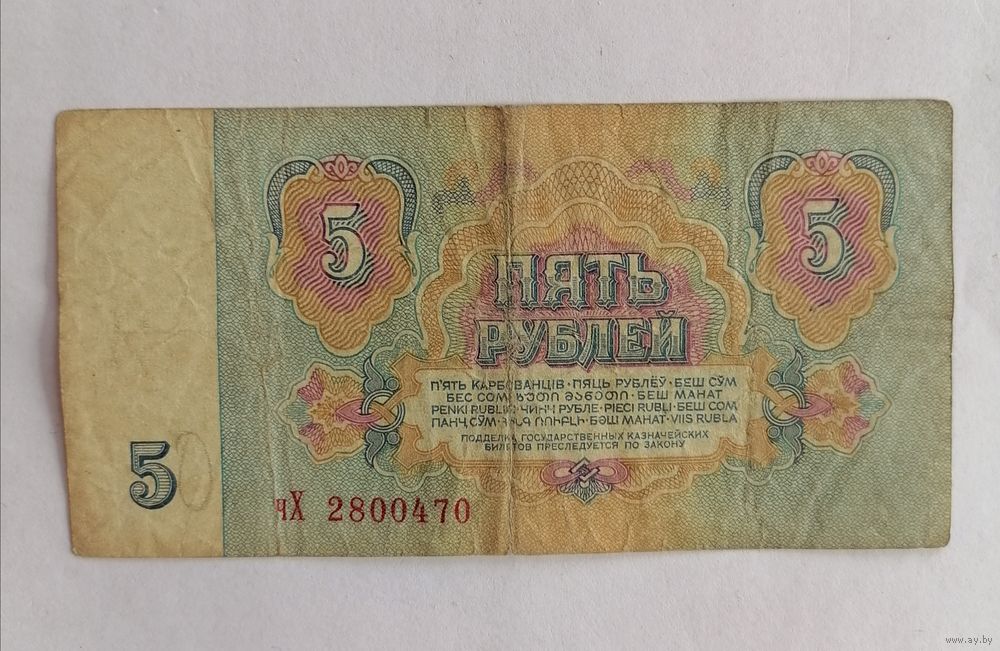 5
5
ПЯТЬ
РУБЛЕЙ
П'ЯТЬ КАРБОВАНЦІВ · ПЯЦЬ РУБЛЁЎ · БЕШ СЎМ
БЕС СОМ · ᲮᲣᲗᲘ ᲛᲐᲜᲔᲗᲘ · БЕШ МАНАТ
PENKI RUBLIAI · ЧИНЧ РУБЛЕ · PIECI RUBĻI · БЕШ СОМ
ПАНҶ СӮМ · ՀԻՆԳ ՌՈՒԲԼԻ · БӘШ МАНАТ · VIIS RUBLA
ПОДДЕЛКА ГОСУДАРСТВЕННЫХ КАЗНАЧЕЙСКИХ
БИЛЕТОВ ПРЕСЛЕДУЕТСЯ ПО ЗАКОНУ
5
чХ 2800470
www.ay.by